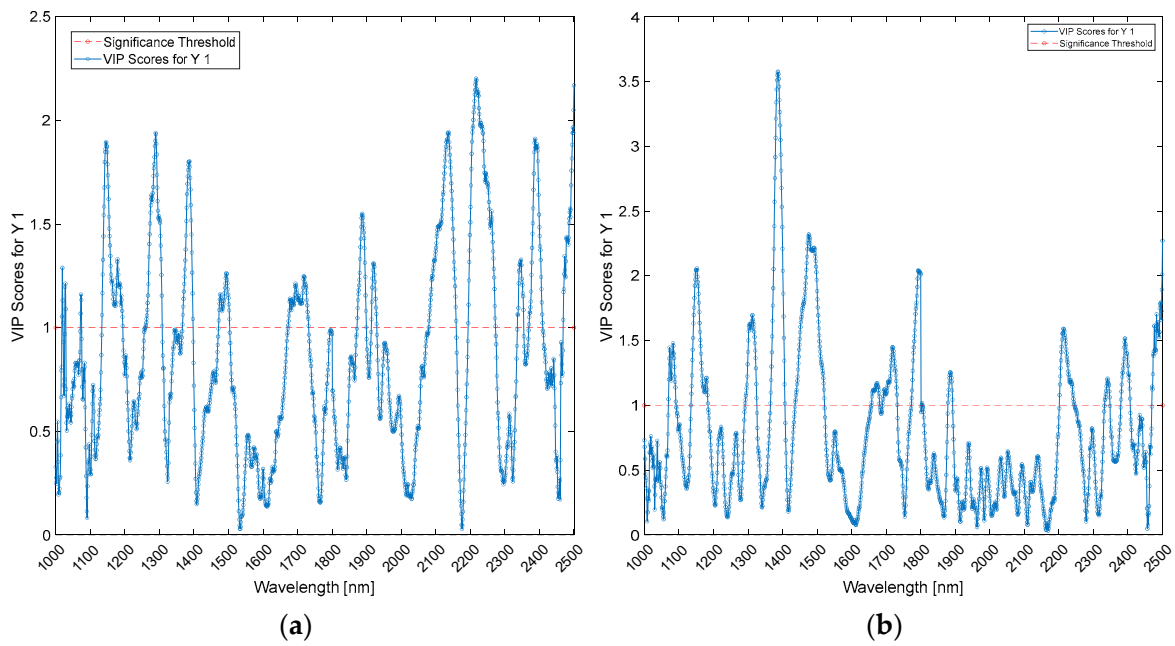 2.5
2
1.5
1
0.5
0
VIP Scores for Y 1
Significance Threshold
VIP Scores for Y 1
1000 1100 1200 1300 1400 1500 1600 1700 1800 1900 2000 2100 2200 2300 2400 2500
Wavelength [nm]
(a)
4
3.5
3
2.5
2
1.5
1
0.5
0
VIP Scores for Y 1
VIP Scores for Y 1
Significance Threshold
1000 1100 1200 1300 1400 1500 1600 1700 1800 1900 2000 2100 2200 2300 2400 2500
Wavelength [nm]
(b)